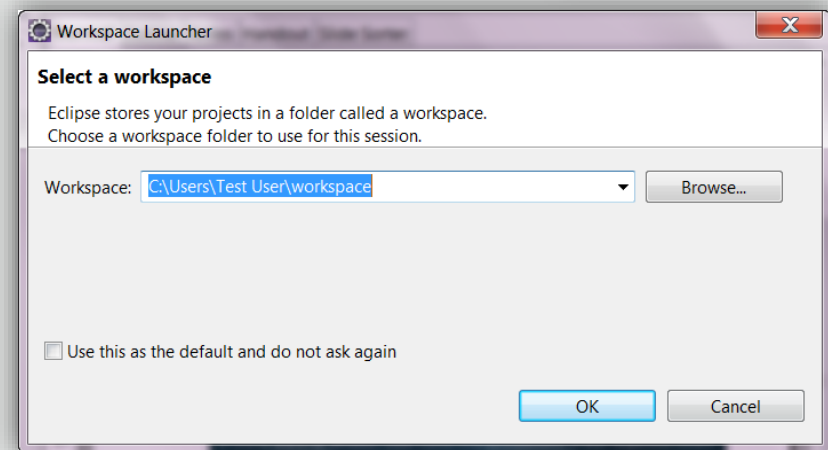 Workspace Launcher
Select a workspace
Eclipse stores your projects in a folder called a workspace.
Choose a workspace folder to use for this session.
Workspace: C:\Users\Test User\workspace Browse...
Use this as the default and do not ask again
OK Cancel